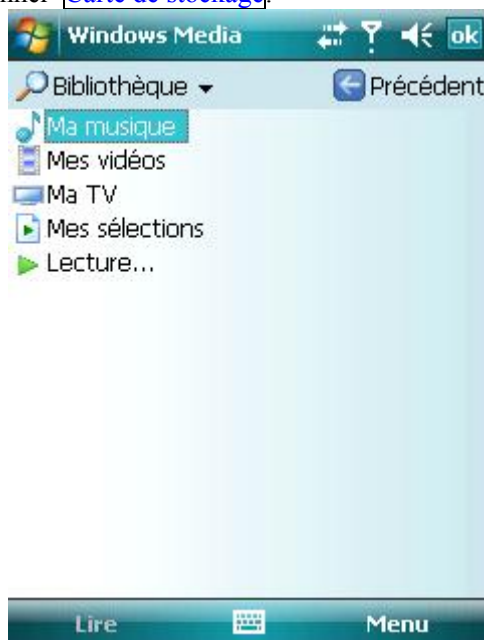 Carte de stockage.
Windows Media ok
Bibliothèque Précédent
Ma musique
Mes vidéos
Ma TV
Mes sélections
Lecture...
Lire Menu